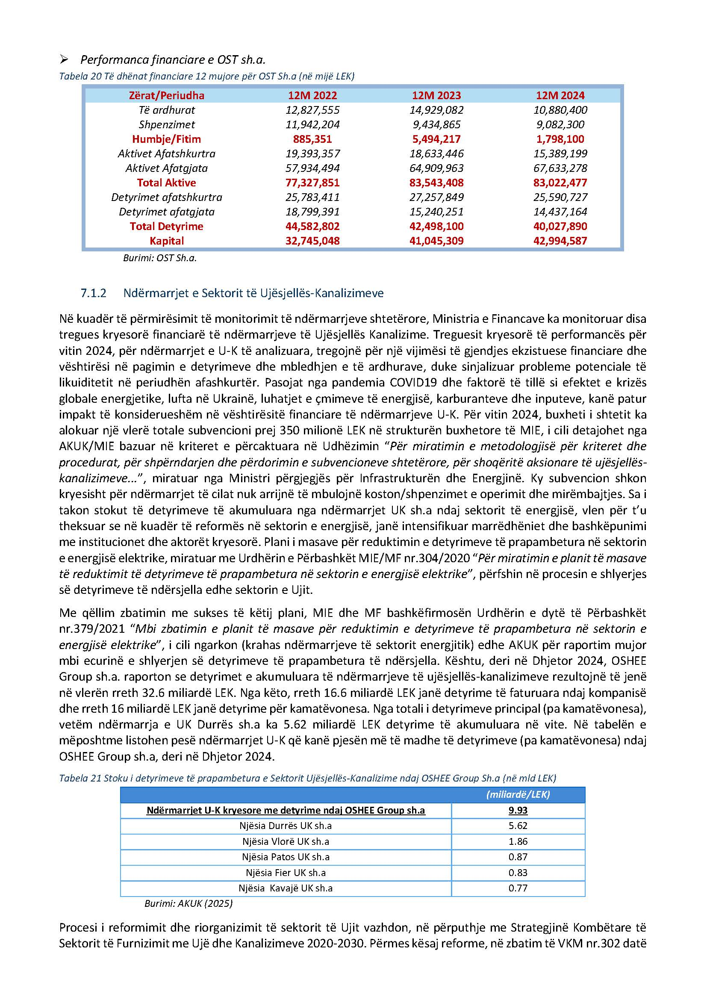 ➢ Performanca financiare e OST sh.a.
Tabela 20 Të dhënat financiare 12 mujore për OST Sh.a (në mijë LEK)
Zërat/Periudha 12M 2022 12M 2023 12M 2024
Të ardhurat 12,827,555 14,929,082 10,880,400
Shpenzimet 11,942,204 9,434,865 9,082,300
Humbje/Fitim 885,351 5,494,217 1,798,100
Aktivet Afatshkurtra 19,393,357 18,633,446 15,389,199
Aktivet Afatgjata 57,934,494 64,909,963 67,633,278
Total Aktive 77,327,851 83,543,408 83,022,477
Detyrimet afatshkurtra 25,783,411 27,257,849 25,590,727
Detyrimet afatgjata 18,799,391 15,240,251 14,437,164
Total Detyrime 44,582,802 42,498,100 40,027,890
Kapital 32,745,048 41,045,309 42,994,587
Burimi: OST Sh.a.
7.1.2 Ndërmarrjet e Sektorit të Ujësjellës-Kanalizimeve
Në kuadër të përmirësimit të monitorimit të ndërmarrjeve shtetërore, Ministria e Financave ka monitoruar disa
tregues kryesorë financiarë të ndërmarrjeve të Ujësjellës Kanalizime. Treguesit kryesorë të performancës për
vitin 2024, për ndërmarrjet e U-K të analizuara, tregojnë për një vijimësi të gjendjes ekzistuese financiare dhe
vështirësi në pagimin e detyrimeve dhe mbledhjen e të ardhurave, duke sinjalizuar probleme potenciale të
likuiditetit në periudhën afashkurtër. Pasojat nga pandemia COVID19 dhe faktorë të tillë si efektet e krizës
globale energjetike, lufta në Ukrainë, luhatjet e çmimeve të energjisë, karburanteve dhe inputeve, kanë patur
impakt të konsiderueshëm në vështirësitë financiare të ndërmarrjeve U-K. Për vitin 2024, buxheti i shtetit ka
alokuar një vlerë totale subvencioni prej 350 milionë LEK në strukturën buxhetore të MIE, i cili detajohet nga
AKUK/MIE bazuar në kriteret e përcaktuara në Udhëzimin “Për miratimin e metodologjisë për kriteret dhe
procedurat, për shpërndarjen dhe përdorimin e subvencioneve shtetërore, për shoqëritë aksionare të ujësjellës-
kanalizimeve...”, miratuar nga Ministri përgjegjës për Infrastrukturën dhe Energjinë. Ky subvencion shkon
kryesisht për ndërmarrjet të cilat nuk arrijnë të mbulojnë koston/shpenzimet e operimit dhe mirëmbajtjes. Sa i
takon stokut të detyrimeve të akumuluara nga ndërmarrjet UK sh.a ndaj sektorit të energjisë, vlen për t’u
theksuar se në kuadër të reformës në sektorin e energjisë, janë intensifikuar marrëdhëniet dhe bashkëpunimi
me institucionet dhe aktorët kryesorë. Plani i masave për reduktimin e detyrimeve të prapambetura në sektorin
e energjisë elektrike, miratuar me Urdhërin e Përbashkët MIE/MF nr.304/2020 “Për miratimin e planit të masave
të reduktimit të detyrimeve të prapambetura në sektorin e energjisë elektrike”, përfshin në procesin e shlyerjes
së detyrimeve të ndërsjella edhe sektorin e Ujit.
Me qëllim zbatimin me sukses të këtij plani, MIE dhe MF bashkëfirmosën Urdhërin e dytë të Përbashkët
nr.379/2021 “Mbi zbatimin e planit të masave për reduktimin e detyrimeve të prapambetura në sektorin e
energjisë elektrike”, i cili ngarkon (krahas ndërmarrjeve të sektorit energjitik) edhe AKUK për raportim mujor
mbi ecurinë e shlyerjen së detyrimeve të prapambetura të ndërsjella. Kështu, deri në Dhjetor 2024, OSHEE
Group sh.a. raporton se detyrimet e akumuluara të ndërmarrjeve të ujësjellës-kanalizimeve rezultojnë të jenë
në vlerën rreth 32.6 miliardë LEK. Nga këto, rreth 16.6 miliardë LEK janë detyrime të faturuara ndaj kompanisë
dhe rreth 16 miliardë LEK janë detyrime për kamatëvonesa. Nga totali i detyrimeve principal (pa kamatëvonesa),
vetëm ndërmarrja e UK Durrës sh.a ka 5.62 miliardë LEK detyrime të akumuluara në vite. Në tabelën e
mëposhtme listohen pesë ndërmarrjet U-K që kanë pjesën më të madhe të detyrimeve (pa kamatëvonesa) ndaj
OSHEE Group sh.a, deri në Dhjetor 2024.
Tabela 21 Stoku i detyrimeve të prapambetura e Sektorit Ujësjellës-Kanalizime ndaj OSHEE Group Sh.a (në mld LEK)
(miliardë/LEK)
Ndërmarrjet U-K kryesore me detyrime ndaj OSHEE Group sh.a 9.93
Njësia Durrës UK sh.a 5.62
Njësia Vlorë UK sh.a 1.86
Njësia Patos UK sh.a 0.87
Njësia Fier UK sh.a 0.83
Njësia Kavajë UK sh.a 0.77
Burimi: AKUK (2025)
Procesi i reformimit dhe riorganizimit të sektorit të Ujit vazhdon, në përputhje me Strategjinë Kombëtare të
Sektorit të Furnizimit me Ujë dhe Kanalizimeve 2020-2030. Përmes kësaj reforme, në zbatim të VKM nr.302 datë